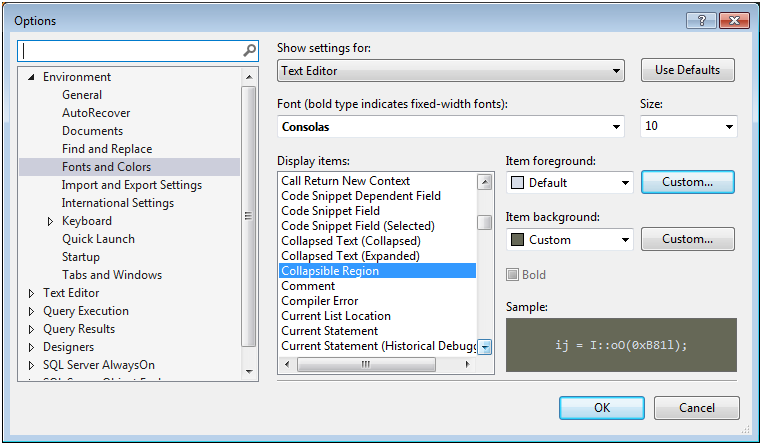 Options
Environment
General
AutoRecover
Documents
Find and Replace
Fonts and Colors
Import and Export Settings
International Settings
Keyboard
Quick Launch
Startup
Tabs and Windows
Text Editor
Query Execution
Query Results
Designers
SQL Server AlwaysOn
Show settings for:
Text Editor
Use Defaults
Font (bold type indicates fixed-width fonts):
Size:
Consolas
10
Display items:
Call Return New Context
Code Snippet Dependent Field
Code Snippet Field
Code Snippet Field (Selected)
Collapsed Text (Collapsed)
Collapsed Text (Expanded)
Collapsible Region
Comment
Compiler Error
Current List Location
Current Statement
Current Statement (Historical Debugg
Item foreground:
Default
Custom...
Item background:
Custom
Custom...
Bold
Sample:
ij = I::oO(0xB81l);
OK
Cancel